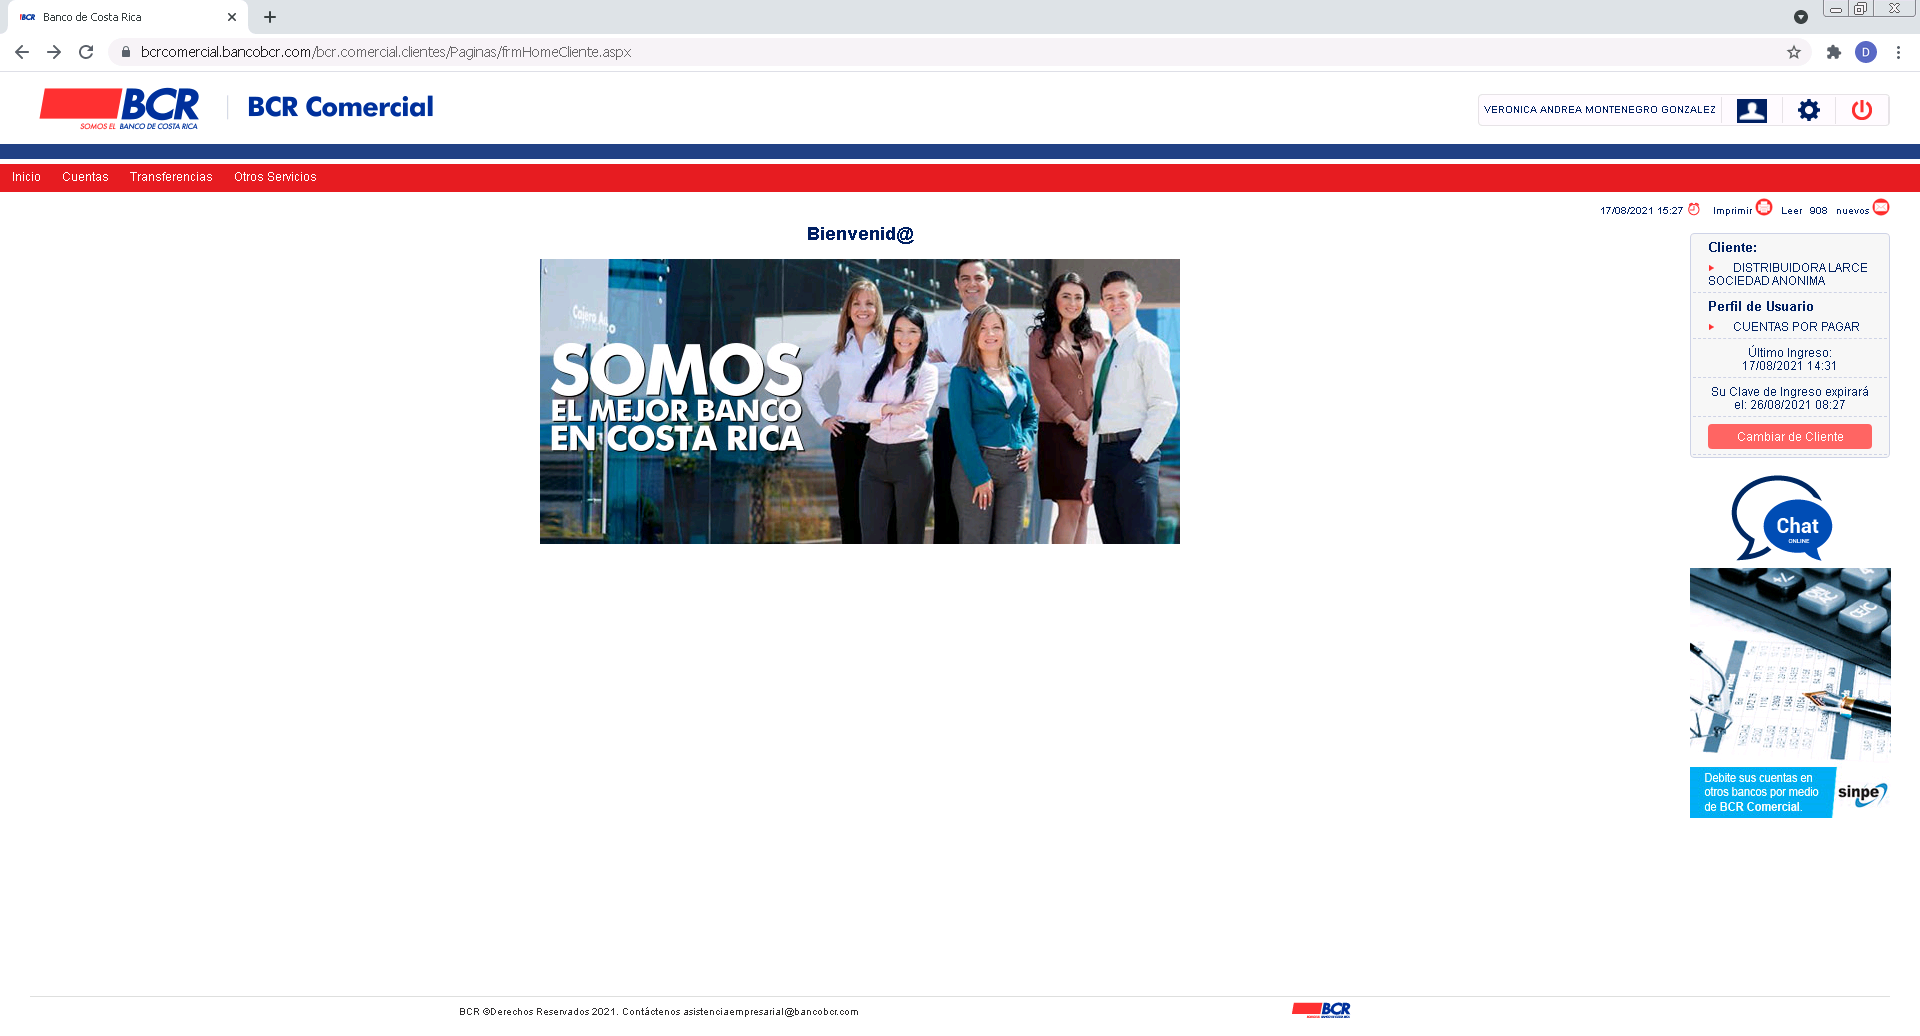 BCR Banco de Costa Rica
bcrcomercial.bancobcr.com/bcr.comercial.clientes/Paginas/frmHomeCliente.aspx
D
BCR
SOMOS EL BANCO DE COSTA RICA
BCR Comercial
VERONICA ANDREA MONTENEGRO GONZALEZ
Inicio Cuentas Transferencias Otros Servicios
17/08/2021 15:27 Imprimir Leer 908 nuevos
Bienvenid@
Cajero Auto
SOMOS
EL MEJOR BANCO
EN COSTA RICA
Cliente:
DISTRIBUIDORA LARCE
SOCIEDAD ANONIMA
Perfil de Usuario
CUENTAS POR PAGAR
Último Ingreso:
17/08/2021 14:31
Su Clave de Ingreso expirará
el: 26/08/2021 08:27
Cambiar de Cliente
Chat
ONLINE
Debite sus cuentas en
otros bancos por medio
de BCR Comercial.
sinpe
BCR ©Derechos Reservados 2021. Contáctenos asistenciaempresarial@bancobcr.com
BCR